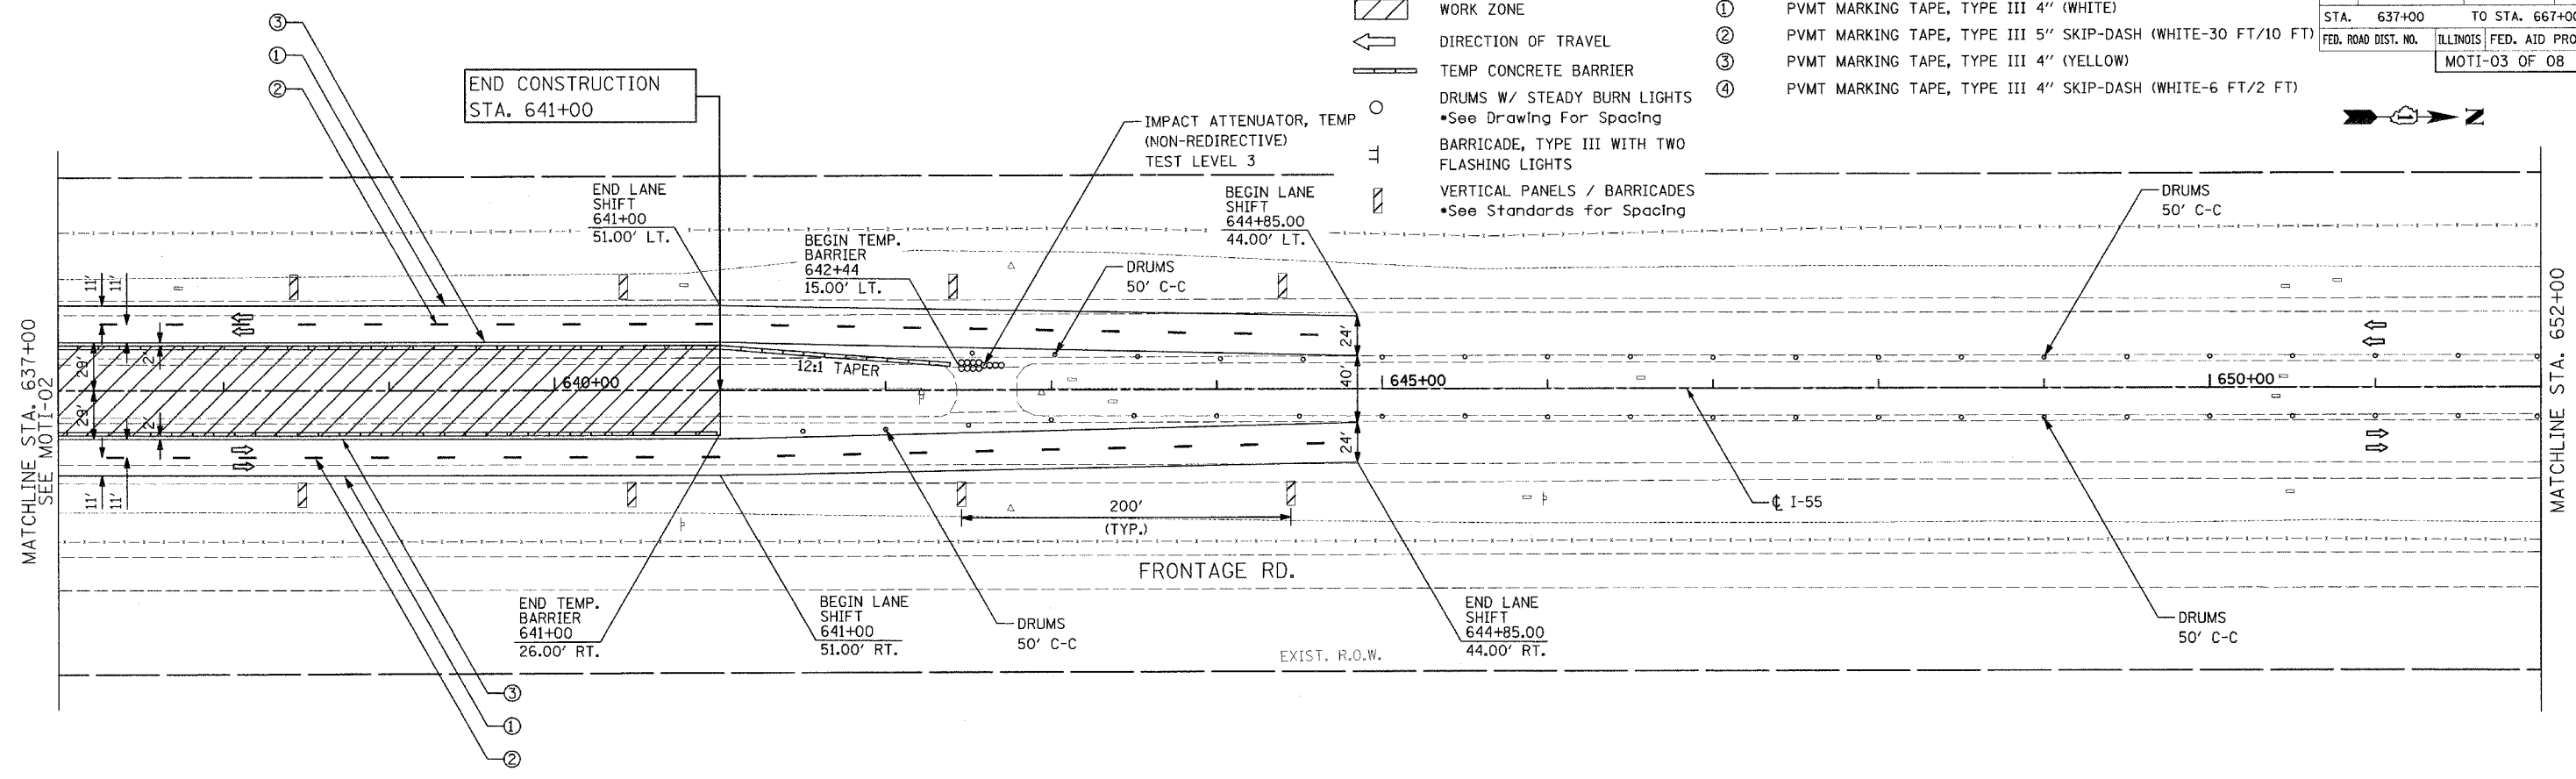 WORK ZONE
DIRECTION OF TRAVEL
TEMP CONCRETE BARRIER
DRUMS W/ STEADY BURN LIGHTS
*See Drawing For Spacing
BARRICADE, TYPE III WITH TWO
FLASHING LIGHTS
VERTICAL PANELS / BARRICADES
*See Standards for Spacing
① PVMT MARKING TAPE, TYPE III 4" (WHITE)
② PVMT MARKING TAPE, TYPE III 5" SKIP-DASH (WHITE-30 FT/10 FT)
③ PVMT MARKING TAPE, TYPE III 4" (YELLOW)
④ PVMT MARKING TAPE, TYPE III 4" SKIP-DASH (WHITE-6 FT/2 FT)
STA. 637+00 TO STA. 667+00
FED. ROAD DIST. NO. ILLINOIS FED. AID PRO
MOTI-03 OF 08
N
③
①
②
END CONSTRUCTION
STA. 641+00
IMPACT ATTENUATOR, TEMP
(NON-REDIRECTIVE)
TEST LEVEL 3
END LANE
SHIFT
641+00
51.00' LT.
BEGIN TEMP.
BARRIER
642+44
15.00' LT.
DRUMS
50' C-C
BEGIN LANE
SHIFT
644+85.00
44.00' LT.
DRUMS
50' C-C
MATCHLINE STA. 637+00
SEE MOTI-02
11'
11'
2'
29'
29'
2'
11'
11'
640+00
12:1 TAPER
24'
40'
24'
645+00
650+00
℄ I-55
MATCHLINE STA. 652+00
200'
(TYP.)
FRONTAGE RD.
END TEMP.
BARRIER
641+00
26.00' RT.
BEGIN LANE
SHIFT
641+00
51.00' RT.
DRUMS
50' C-C
EXIST. R.O.W.
END LANE
SHIFT
644+85.00
44.00' RT.
DRUMS
50' C-C
③
①
②